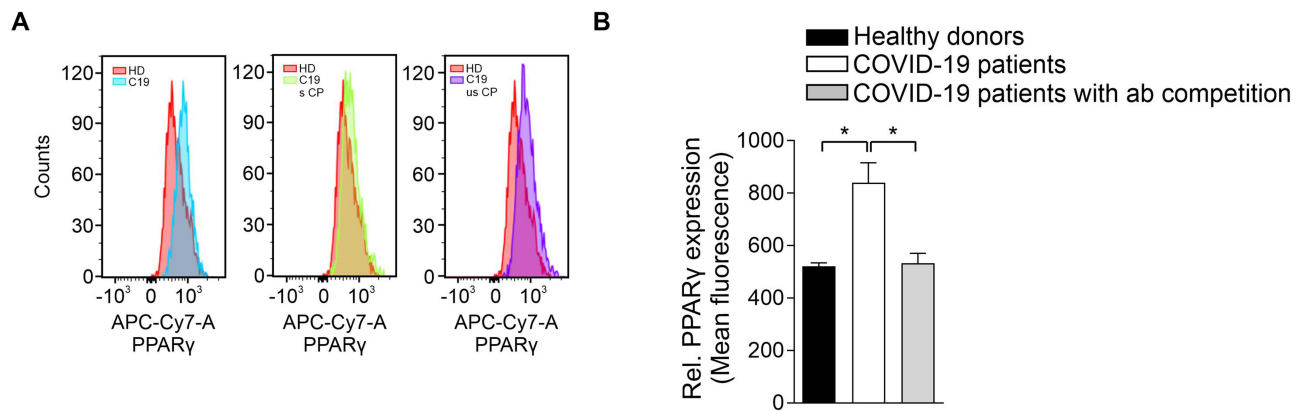 A
Counts
120
90
60
30
0
HD
C19
-10³ 0 10³
APC-Cy7-A
PPARγ
120
90
60
30
0
HD
C19
s CP
-10³ 0 10³
APC-Cy7-A
PPARγ
120
90
60
30
0
HD
C19
us CP
-10³ 0 10³
APC-Cy7-A
PPARγ
B
Healthy donors
COVID-19 patients
COVID-19 patients with ab competition
Rel. PPARγ expression
(Mean fluorescence)
1000
800
600
400
200
0
* *